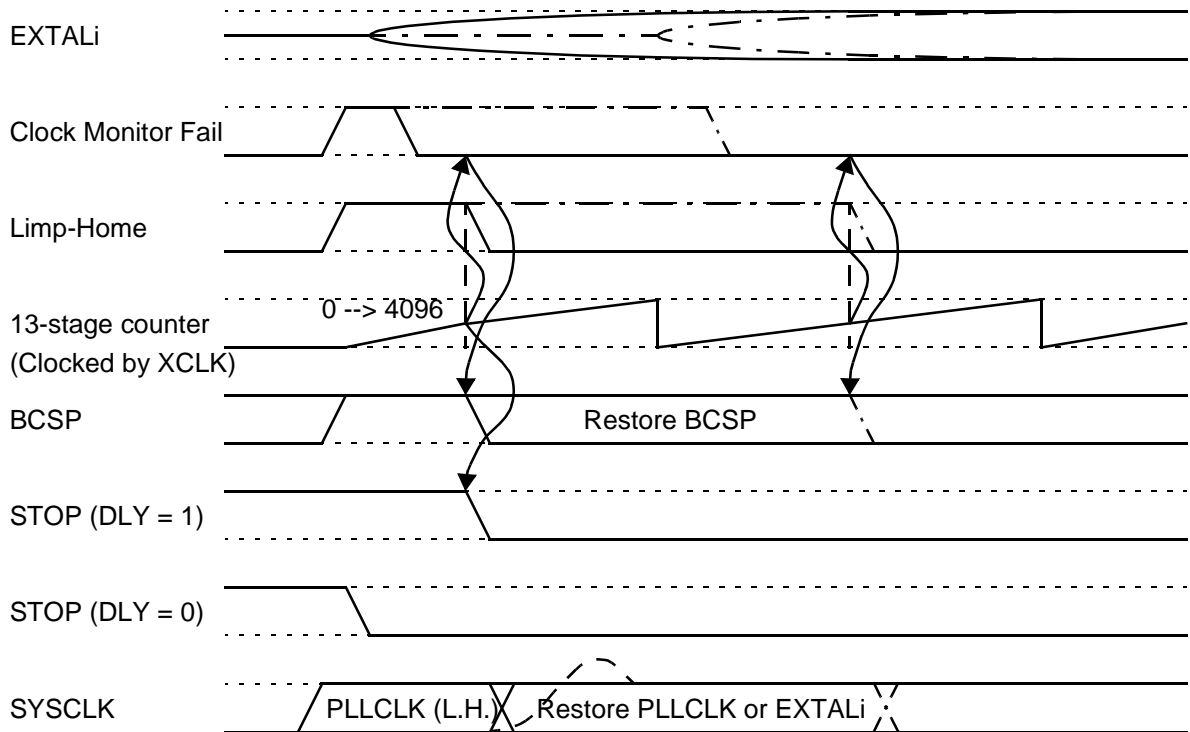 EXTALi
Clock Monitor Fail
Limp-Home
0 --> 4096
13-stage counter
(Clocked by XCLK)
BCSP
Restore BCSP
STOP (DLY = 1)
STOP (DLY = 0)
SYSCLK
PLLCLK (L.H.)
Restore PLLCLK or EXTALi